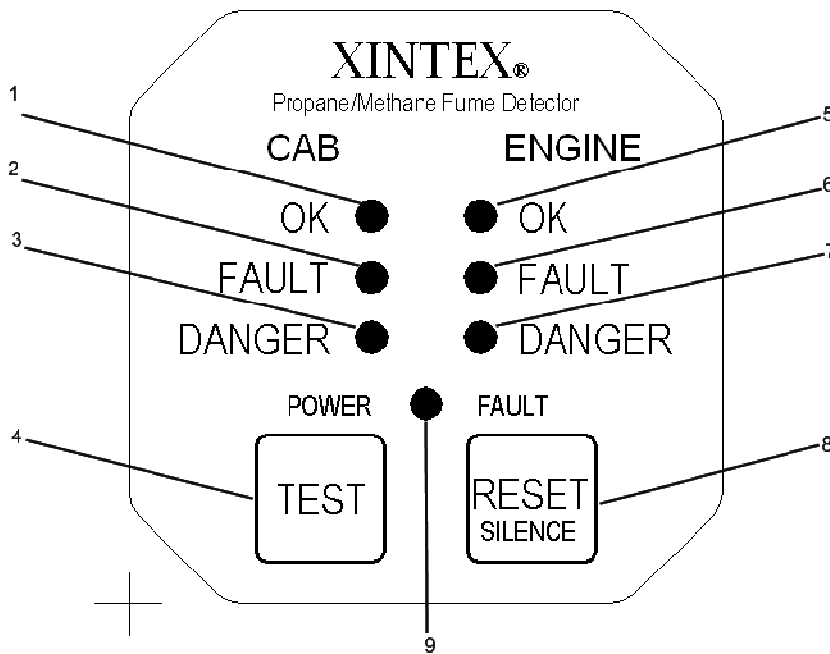 XINTEX®
Propane/Methane Fume Detector
CAB ENGINE
1 5
OK OK
2 6
FAULT FAULT
3 7
DANGER DANGER
POWER FAULT
4 8
TEST RESET
SILENCE
9